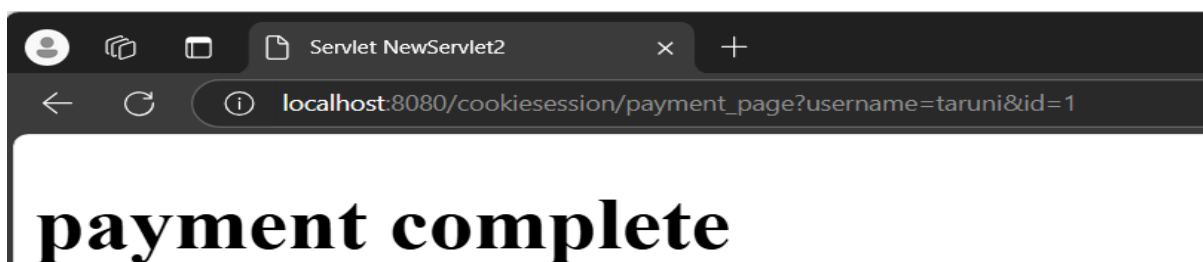 Servlet NewServlet2
localhost:8080/cookiesession/payment_page?username=taruni&id=1
payment complete